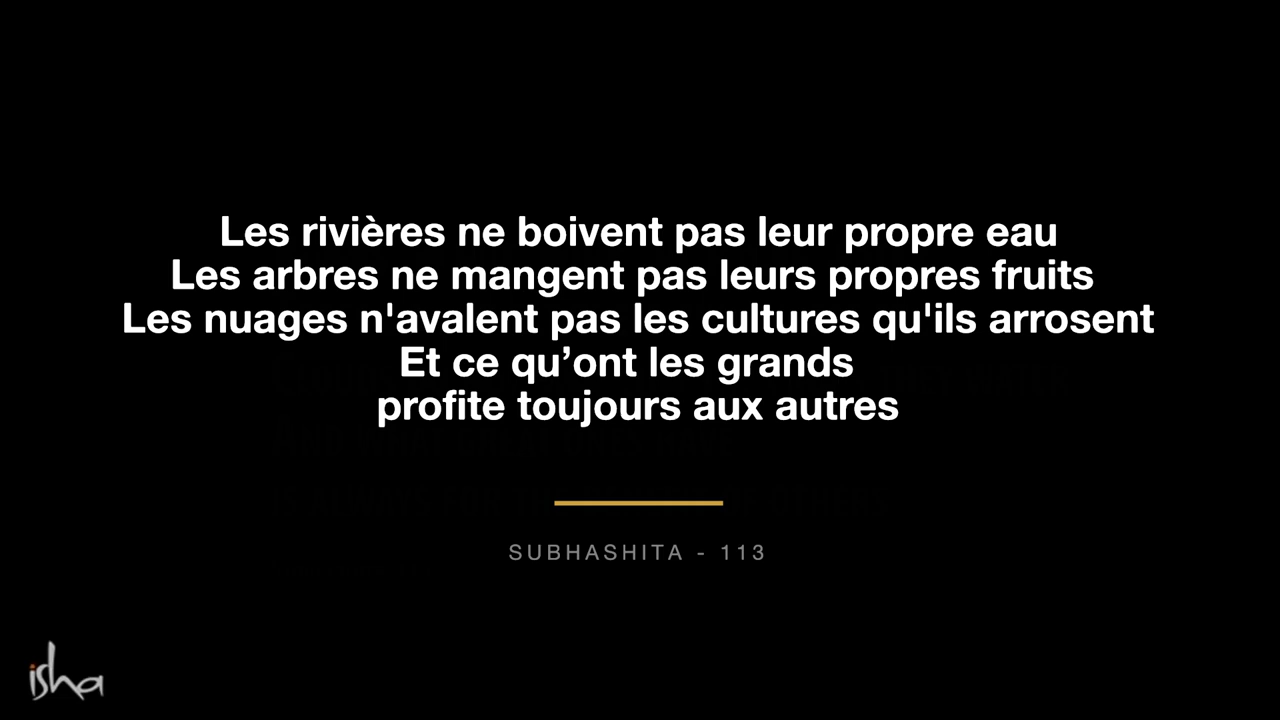 Les rivières ne boivent pas leur propre eau
Les arbres ne mangent pas leurs propres fruits
Les nuages n'avalent pas les cultures qu'ils arrosent
Et ce qu’ont les grands
profite toujours aux autres
SUBHASHITA - 113
isha